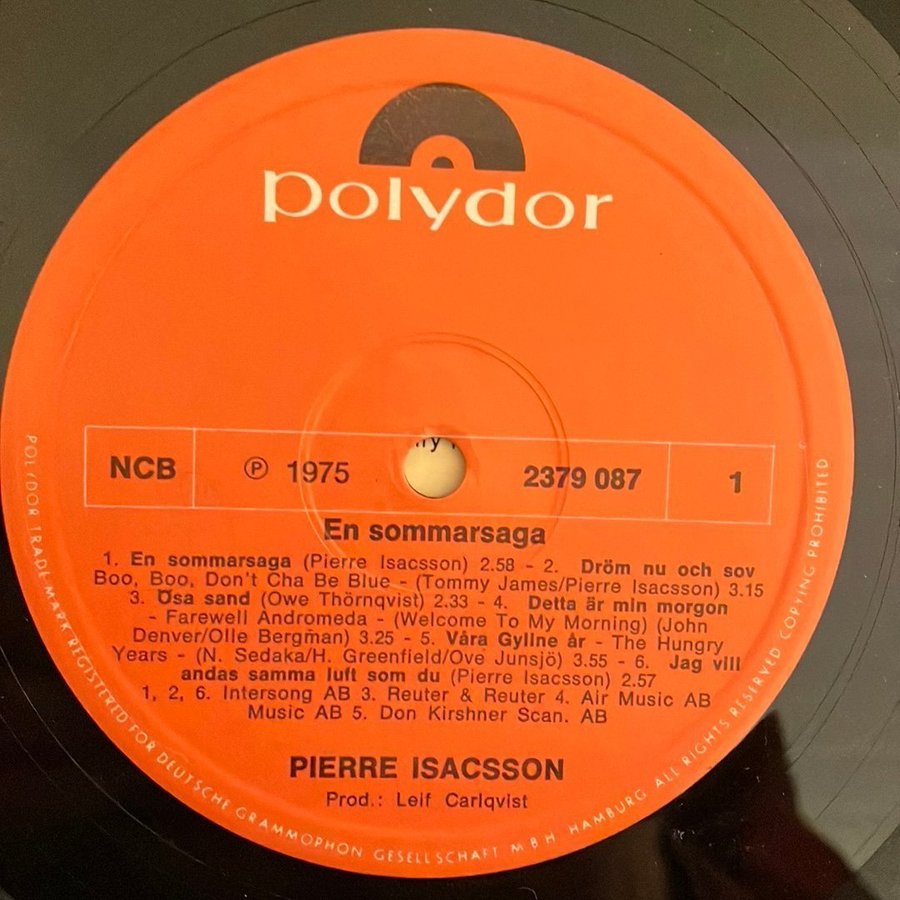 polydor
NCB ℗ 1975 2379 087 1
En sommarsaga
1. En sommarsaga (Pierre Isacsson) 2.58 - 2. Dröm nu och sov
Boo, Boo, Don't Cha Be Blue - (Tommy James/Pierre Isacsson) 3.15
3. Ösa sand (Owe Thörnqvist) 2.33 - 4. Detta är min morgon
- Farewell Andromeda - (Welcome To My Morning) (John
Denver/Olle Bergman) 3.25 - 5. Våra Gyllne år - The Hungry
Years - (N. Sedaka/H. Greenfield/Ove Junsjö) 3.55 - 6. Jag vill
andas samma luft som du (Pierre Isacsson) 2.57
1, 2, 6. Intersong AB 3. Reuter & Reuter 4. Air Music AB
Music AB 5. Don Kirshner Scan. AB
PIERRE ISACSSON
Prod.: Leif Carlqvist
POLYDOR TRADE MARK REGISTERED FOR DEUTSCHE GRAMMOPHON GESELLSCHAFT M B H HAMBURG ALL RIGHTS RESERVED COPYING PROHIBITED